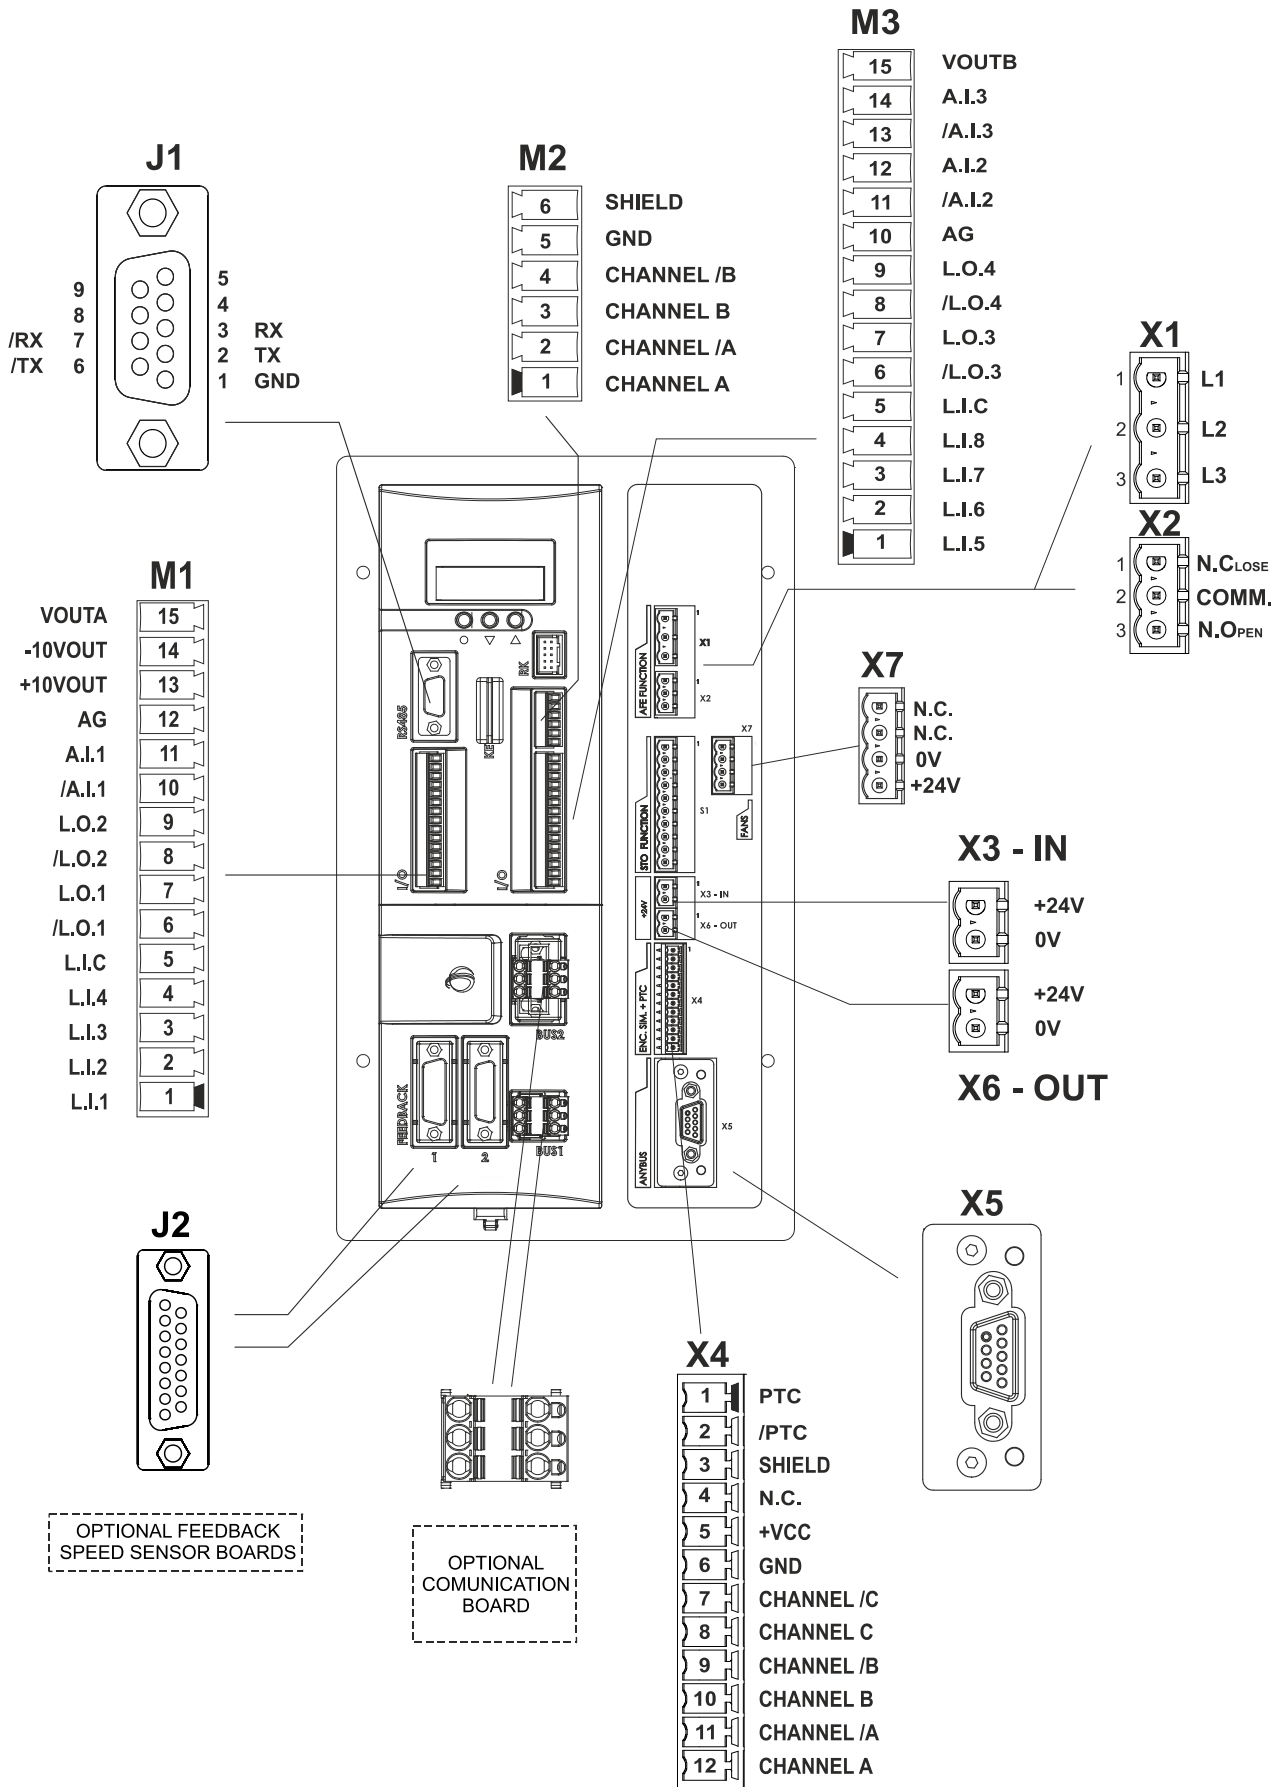 M3
15 VOUTB
14 A.I.3
13 /A.I.3
12 A.I.2
11 /A.I.2
10 AG
9 L.O.4
8 /L.O.4
7 L.O.3
6 /L.O.3
5 L.I.C
4 L.I.8
3 L.I.7
2 L.I.6
1 L.I.5
J1
5
9
4
8
3 RX
/RX 7
2 TX
/TX 6
1 GND
M2
6 SHIELD
5 GND
4 CHANNEL /B
3 CHANNEL B
2 CHANNEL /A
1 CHANNEL A
X1
1 L1
2 L2
3 L3
X2
1 N.CLOSE
2 COMM.
3 N.OPEN
M1
VOUTA 15
-10VOUT 14
+10VOUT 13
AG 12
A.I.1 11
/A.I.1 10
L.O.2 9
/L.O.2 8
L.O.1 7
/L.O.1 6
L.I.C 5
L.I.4 4
L.I.3 3
L.I.2 2
L.I.1 1
RS485
KE
RK
I/O
I/O
BUS2
BUS1
FEEDBACK
1
2
AFE FUNCTION
1
X1
1
X2
STO FUNCTION
1
S1
X7
FANS
+24V
1
X3 - IN
1
X6 - OUT
ENC. SIM. + PTC
1
X4
ANYBUS
X5
X7
N.C.
N.C.
0V
+24V
X3 - IN
+24V
0V
+24V
0V
X6 - OUT
J2
X5
OPTIONAL FEEDBACK
SPEED SENSOR BOARDS
OPTIONAL
COMUNICATION
BOARD
X4
1 PTC
2 /PTC
3 SHIELD
4 N.C.
5 +VCC
6 GND
7 CHANNEL /C
8 CHANNEL C
9 CHANNEL /B
10 CHANNEL B
11 CHANNEL /A
12 CHANNEL A